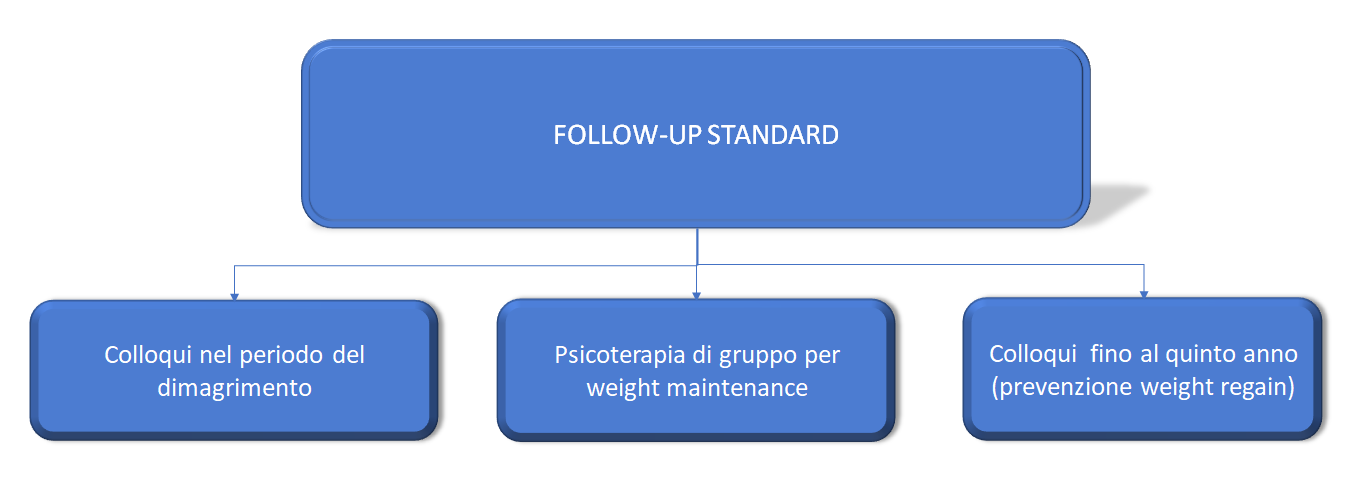 FOLLOW-UP STANDARD
Colloqui nel periodo del
dimagrimento
Psicoterapia di gruppo per
weight maintenance
Colloqui fino al quinto anno
(prevenzione weight regain)